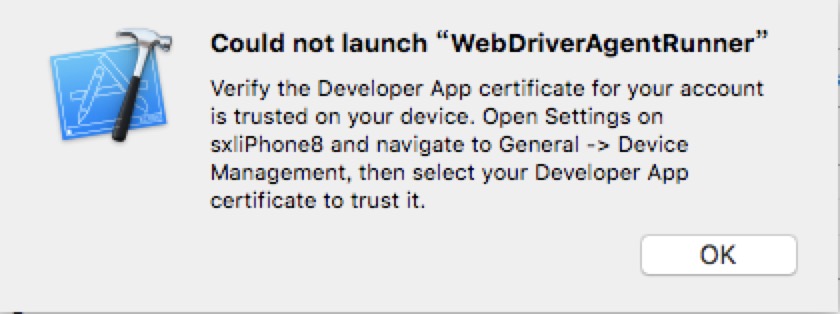 Could not launch “WebDriverAgentRunner”
Verify the Developer App certificate for your account
is trusted on your device. Open Settings on
sxliPhone8 and navigate to General -> Device
Management, then select your Developer App
certificate to trust it.
OK